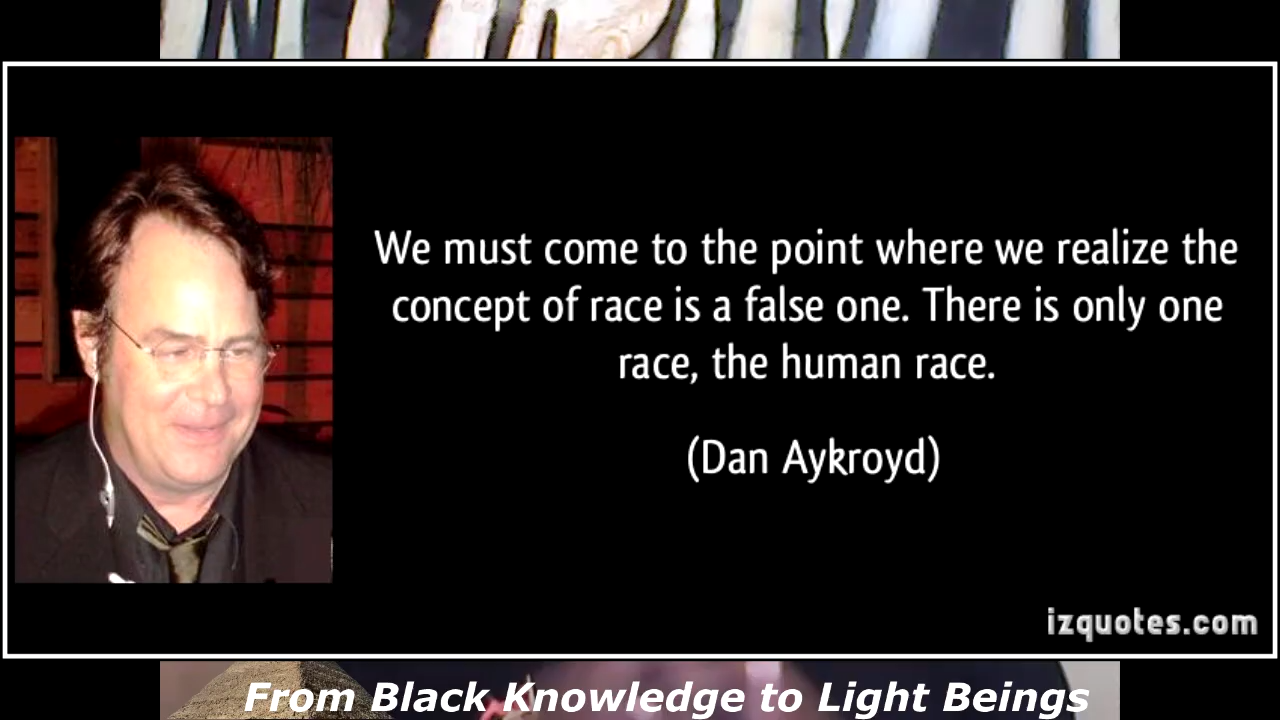 We must come to the point where we realize the
concept of race is a false one. There is only one
race, the human race.
(Dan Aykroyd)
izquotes.com
From Black Knowledge to Light Beings